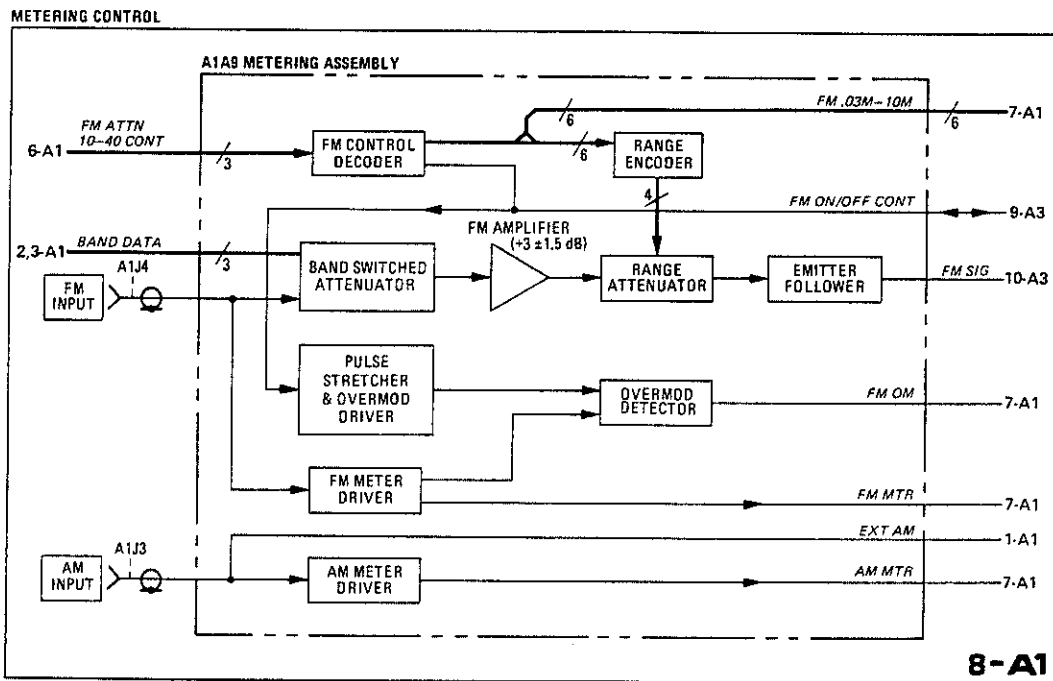 METERING CONTROL
A1A9 METERING ASSEMBLY
FM ATTN
10-40 CONT
6-A1
3
FM CONTROL
DECODER
6
6
RANGE
ENCODER
FM .03M-10M
6
7-A1
4
FM ON/OFF CONT
9-A3
2,3-A1
BAND DATA
3
A1J4
FM
INPUT
BAND SWITCHED
ATTENUATOR
FM AMPLIFIER
(+3 ±1.5 dB)
RANGE
ATTENUATOR
EMITTER
FOLLOWER
FM SIG
10-A3
PULSE
STRETCHER
& OVERMOD
DRIVER
OVERMOD
DETECTOR
FM OM
7-A1
FM METER
DRIVER
FM MTR
7-A1
EXT AM
1-A1
A1J3
AM
INPUT
AM METER
DRIVER
AM MTR
7-A1
8-A1